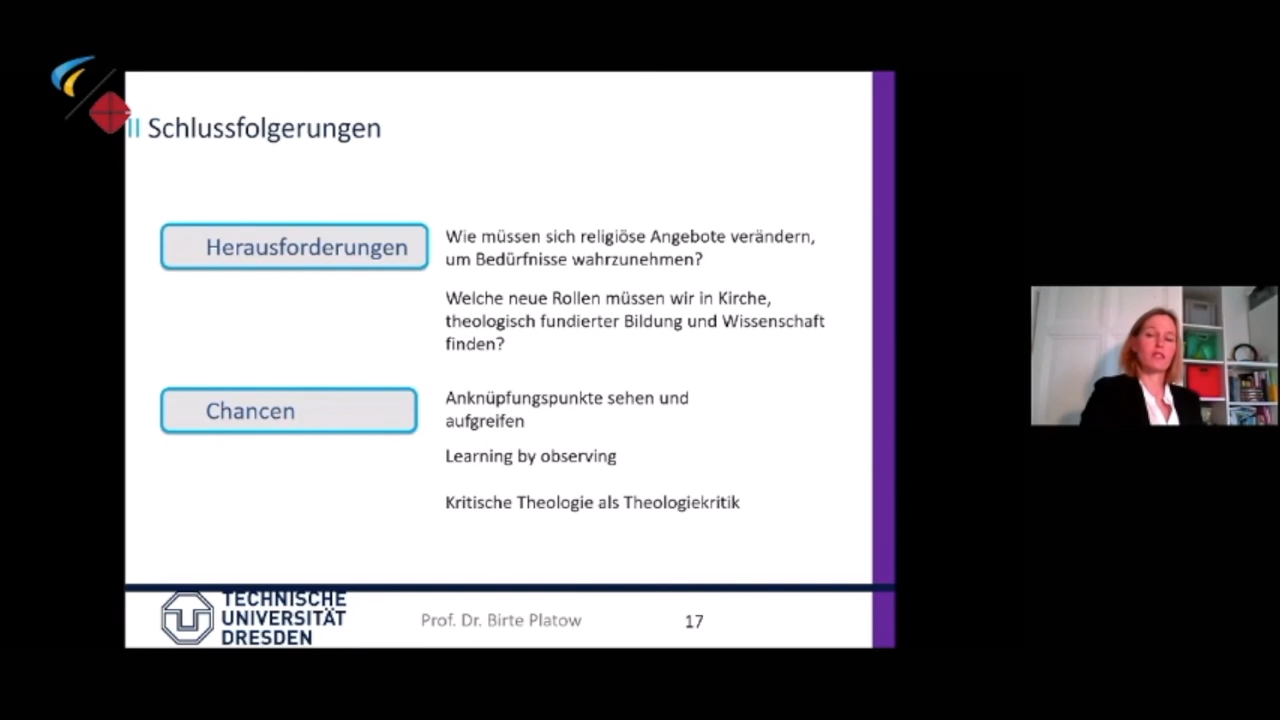 II Schlussfolgerungen
Herausforderungen
Wie müssen sich religiöse Angebote verändern,
um Bedürfnisse wahrzunehmen?
Welche neue Rollen müssen wir in Kirche,
theologisch fundierter Bildung und Wissenschaft
finden?
Chancen
Anknüpfungspunkte sehen und
aufgreifen
Learning by observing
Kritische Theologie als Theologiekritik
TECHNISCHE
UNIVERSITÄT
DRESDEN
Prof. Dr. Birte Platow
17